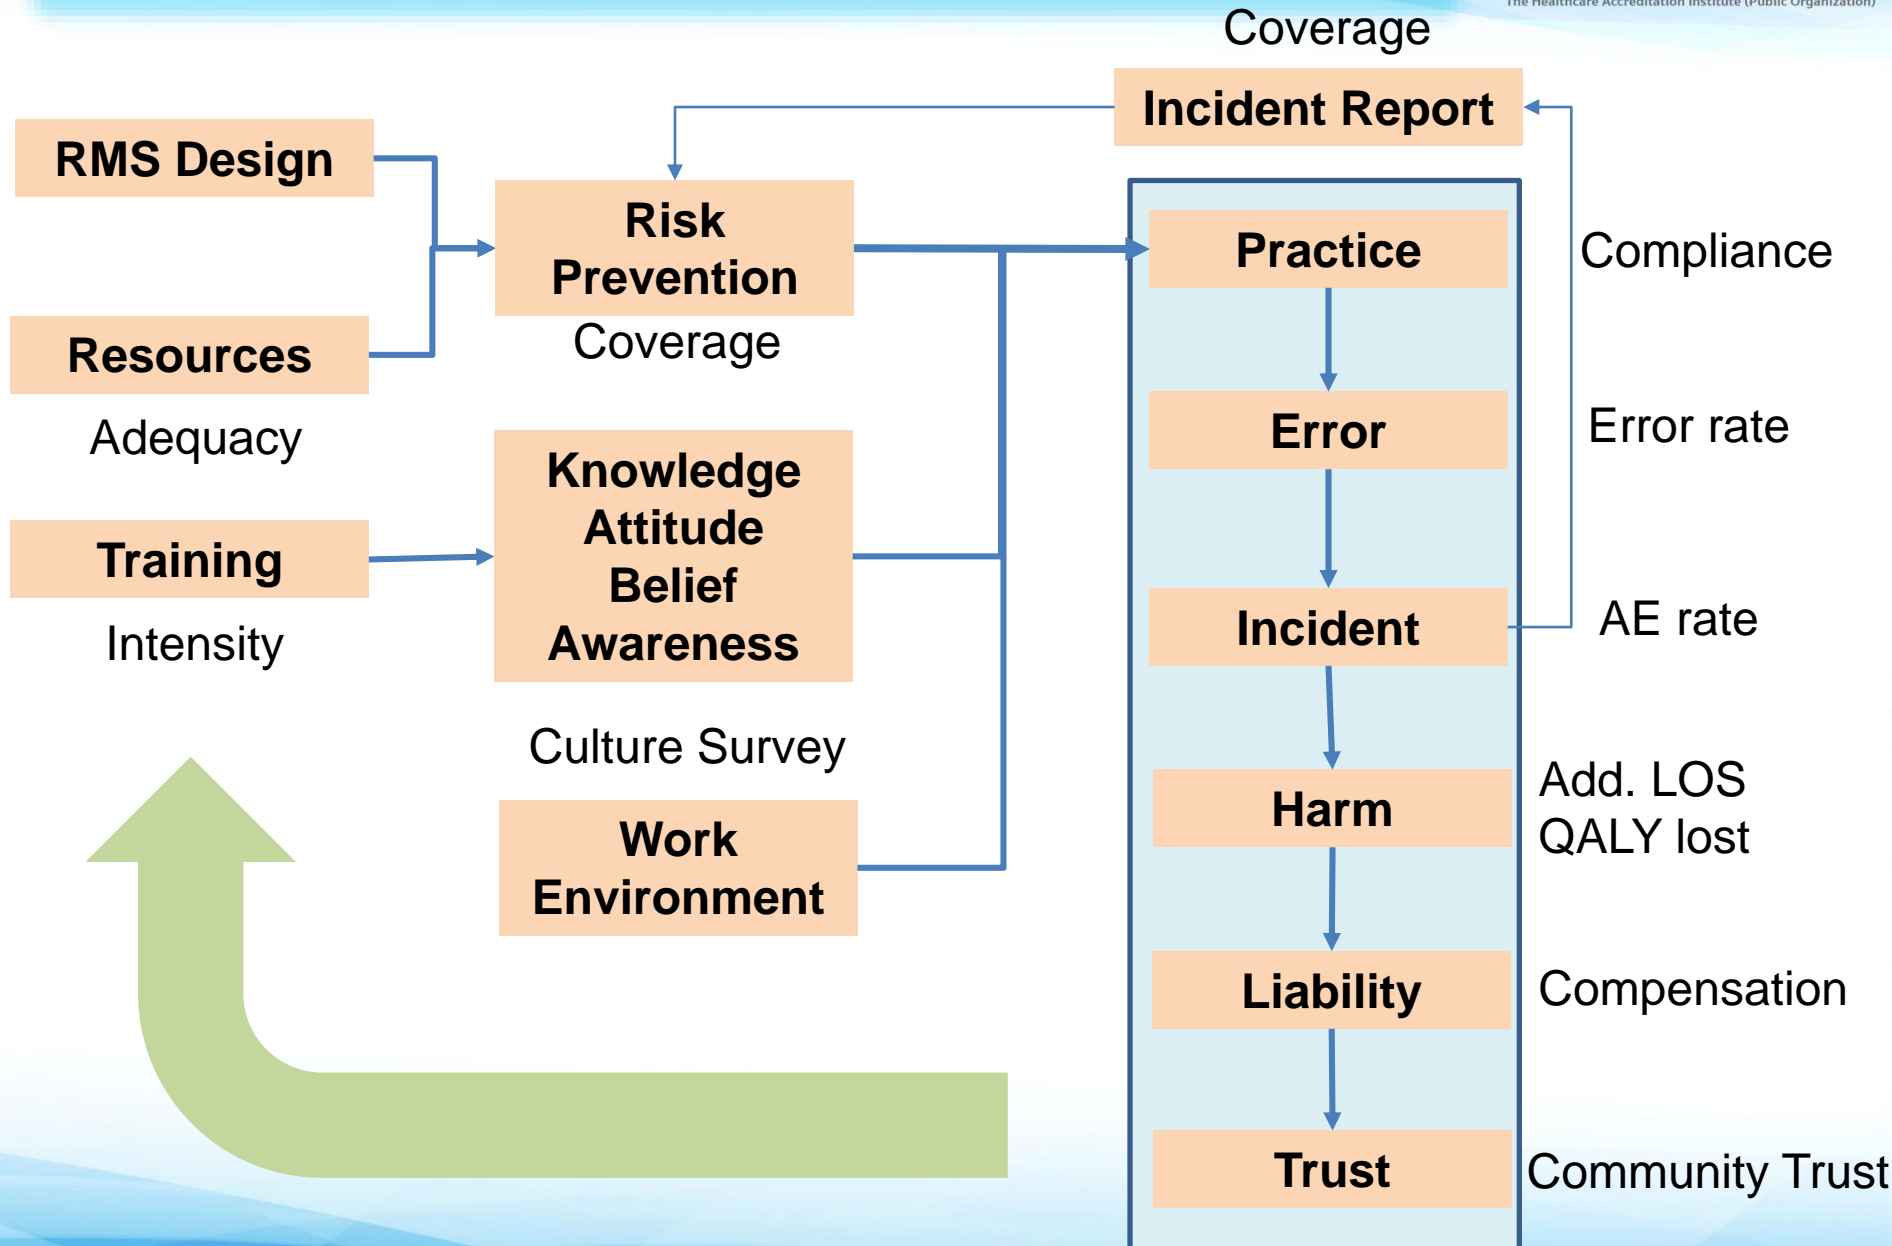 The Healthcare Accreditation Institute (Public Organization)
Coverage
Incident Report
RMS Design
Risk
Prevention
Coverage
Resources
Adequacy
Training
Intensity
Knowledge
Attitude
Belief
Awareness
Culture Survey
Work
Environment
Practice
Compliance
Error
Error rate
Incident
AE rate
Harm
Add. LOS
QALY lost
Liability
Compensation
Trust
Community Trust